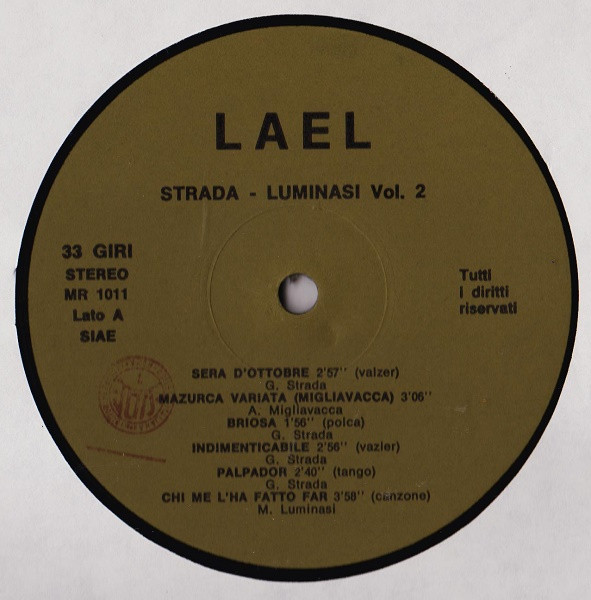 LAEL
STRADA - LUMINASI Vol. 2
33 GIRI
STEREO
MR 1011
Lato A
SIAE
Tutti
i diritti
riservati
SERA D'OTTOBRE 2'57'' (valzer)
G. Strada
MAZURCA VARIATA (MIGLIAVACCA) 3'06''
A. Migliavacca
BRIOSA 1'56'' (polca)
G. Strada
INDIMENTICABILE 2'56'' (vazler)
G. Strada
PALPADOR 2'40'' (tango)
G. Strada
CHI ME L'HA FATTO FAR 3'58'' (canzone)
M. Luminasi